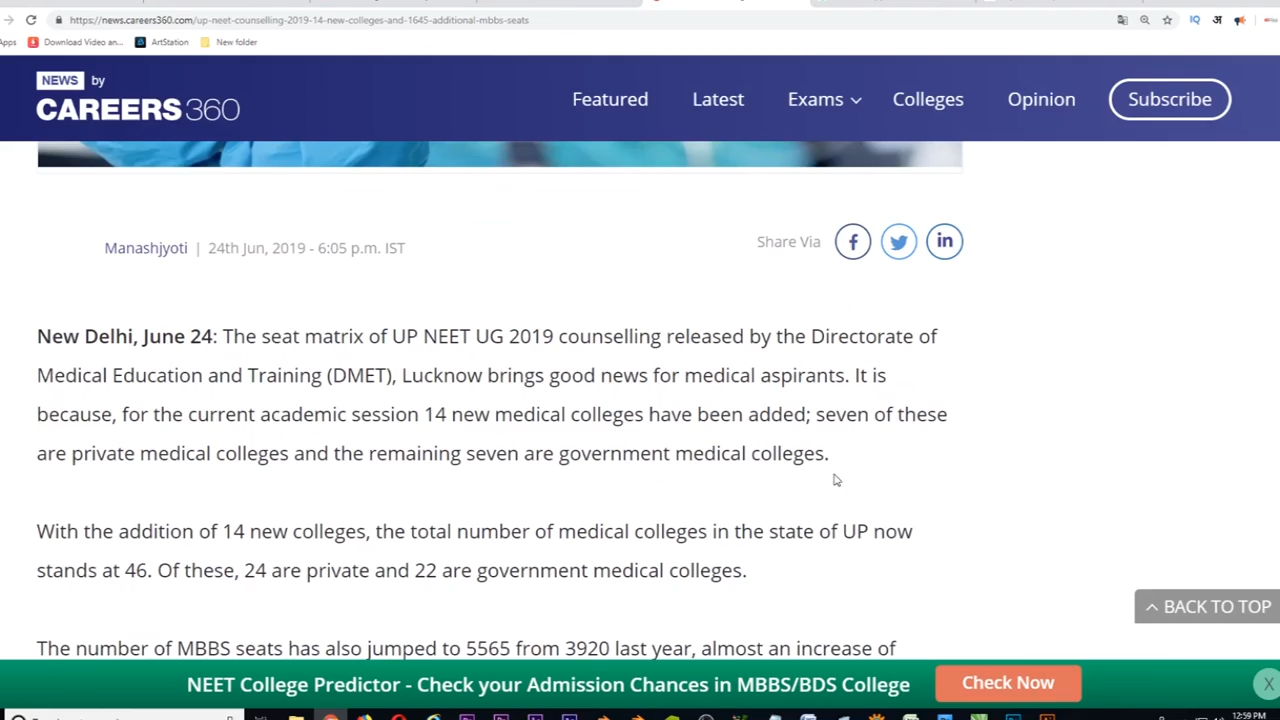 https://news.careers360.com/up-neet-counselling-2019-14-new-colleges-and-1645-additional-mbbs-seats
Apps Download Video an... ArtStation New folder
NEWS by
CAREERS360
Featured Latest Exams Colleges Opinion Subscribe
Manashjyoti | 24th Jun, 2019 - 6:05 p.m. IST
Share Via
New Delhi, June 24: The seat matrix of UP NEET UG 2019 counselling released by the Directorate of
Medical Education and Training (DMET), Lucknow brings good news for medical aspirants. It is
because, for the current academic session 14 new medical colleges have been added; seven of these
are private medical colleges and the remaining seven are government medical colleges.
With the addition of 14 new colleges, the total number of medical colleges in the state of UP now
stands at 46. Of these, 24 are private and 22 are government medical colleges.
BACK TO TOP
The number of MBBS seats has also jumped to 5565 from 3920 last year, almost an increase of
NEET College Predictor - Check your Admission Chances in MBBS/BDS College
Check Now
X
12:59 PM